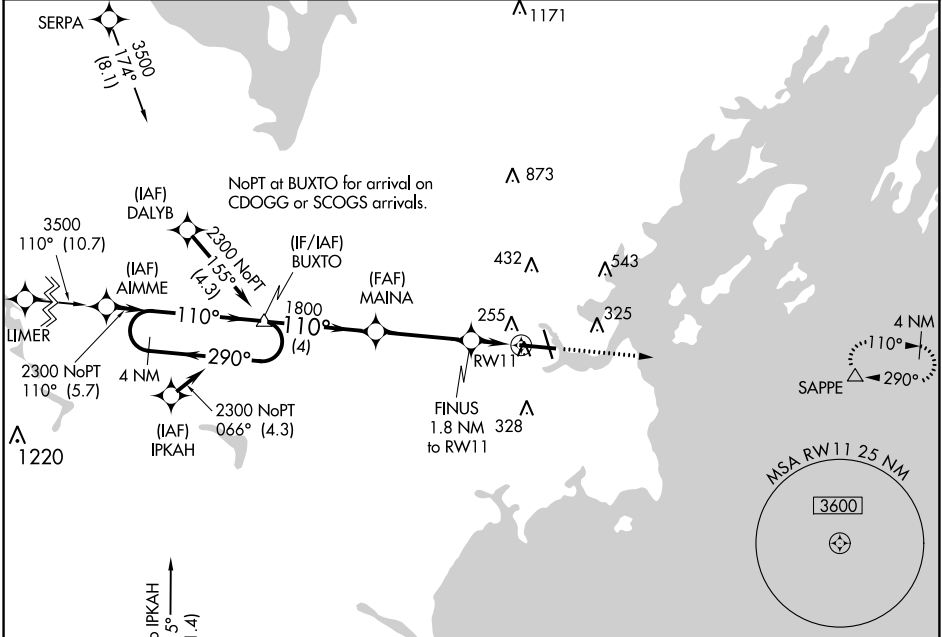 SERPA
3500
174°
(8.1)
1171
873
NoPT at BUXTO for arrival on
CDOGG or SCOGS arrivals.
(IAF)
DALYB
2300 NoPT
155°
(4.3)
3500
110° (10.7)
(IAF)
AIMME
(IF/IAF)
BUXTO
432
543
(FAF)
MAINA
LIMER
110°
1800
110°
(4)
255
325
4 NM
110°
290°
RW11
2300 NoPT
110° (5.7)
4 NM
SAPPE
290°
2300 NoPT
066° (4.3)
(IAF)
IPKAH
FINUS
1.8 NM
to RW11
328
1220
MSA RW11 25 NM
3600
IPKAH
5°
.4)